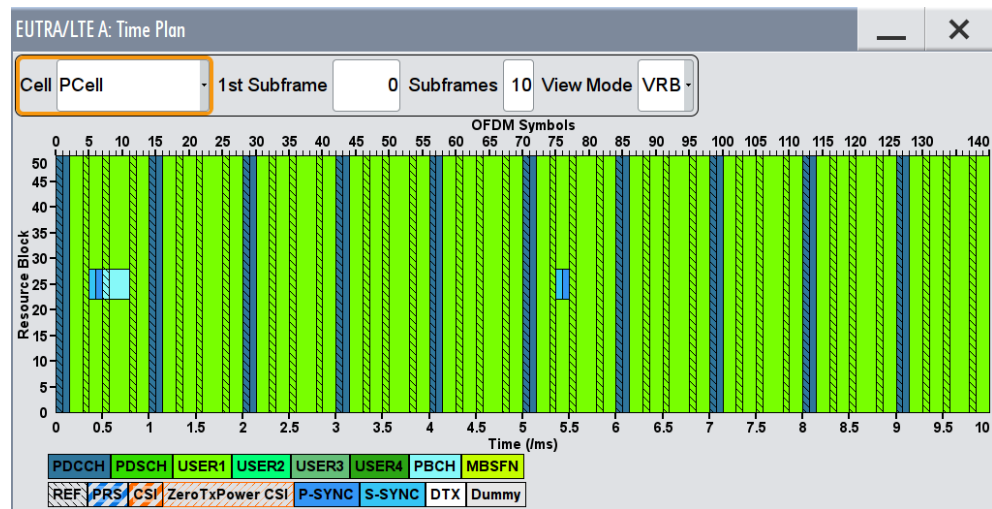 EUTRA/LTE A: Time Plan
Cell PCell 1st Subframe 0 Subframes 10 View Mode VRB
OFDM Symbols
0 5 10 15 20 25 30 35 40 45 50 55 60 65 70 75 80 85 90 95 100 105 110 115 120 125 130 140
50
45
40
35
30
25
20
15
10
5
0
Resource Block
0 0.5 1 1.5 2 2.5 3 3.5 4 4.5 5 5.5 6 6.5 7 7.5 8 8.5 9 9.5 10
Time (/ms)
PDCCH PDSCH USER1 USER2 USER3 USER4 PBCH MBSFN
REF PRS CSI ZeroTxPower CSI P-SYNC S-SYNC DTX Dummy